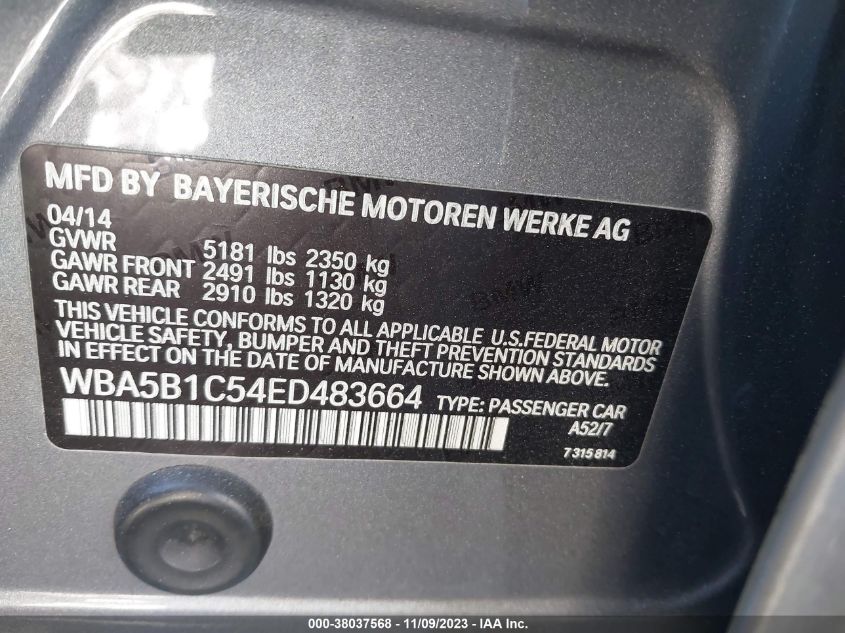 MFD BY BAYERISCHE MOTOREN WERKE AG
04/14
GVWR 5181 lbs 2350 kg
GAWR FRONT 2491 lbs 1130 kg
GAWR REAR 2910 lbs 1320 kg
THIS VEHICLE CONFORMS TO ALL APPLICABLE U.S.FEDERAL MOTOR
VEHICLE SAFETY, BUMPER AND THEFT PREVENTION STANDARDS
IN EFFECT ON THE DATE OF MANUFACTURE SHOWN ABOVE.
WBA5B1C54ED483664 TYPE: PASSENGER CAR
A52/7
7315814
000-38037568 - 11/09/2023 - © IAA, Inc.